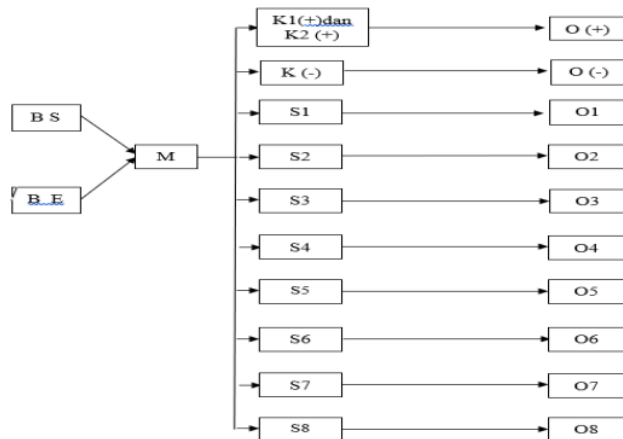 K1(+)dan
K2 (+)
O (+)
K (-)
O (-)
B S
S1
O1
M
S2
O2
B E
S3
O3
S4
O4
S5
O5
S6
O6
S7
O7
S8
O8